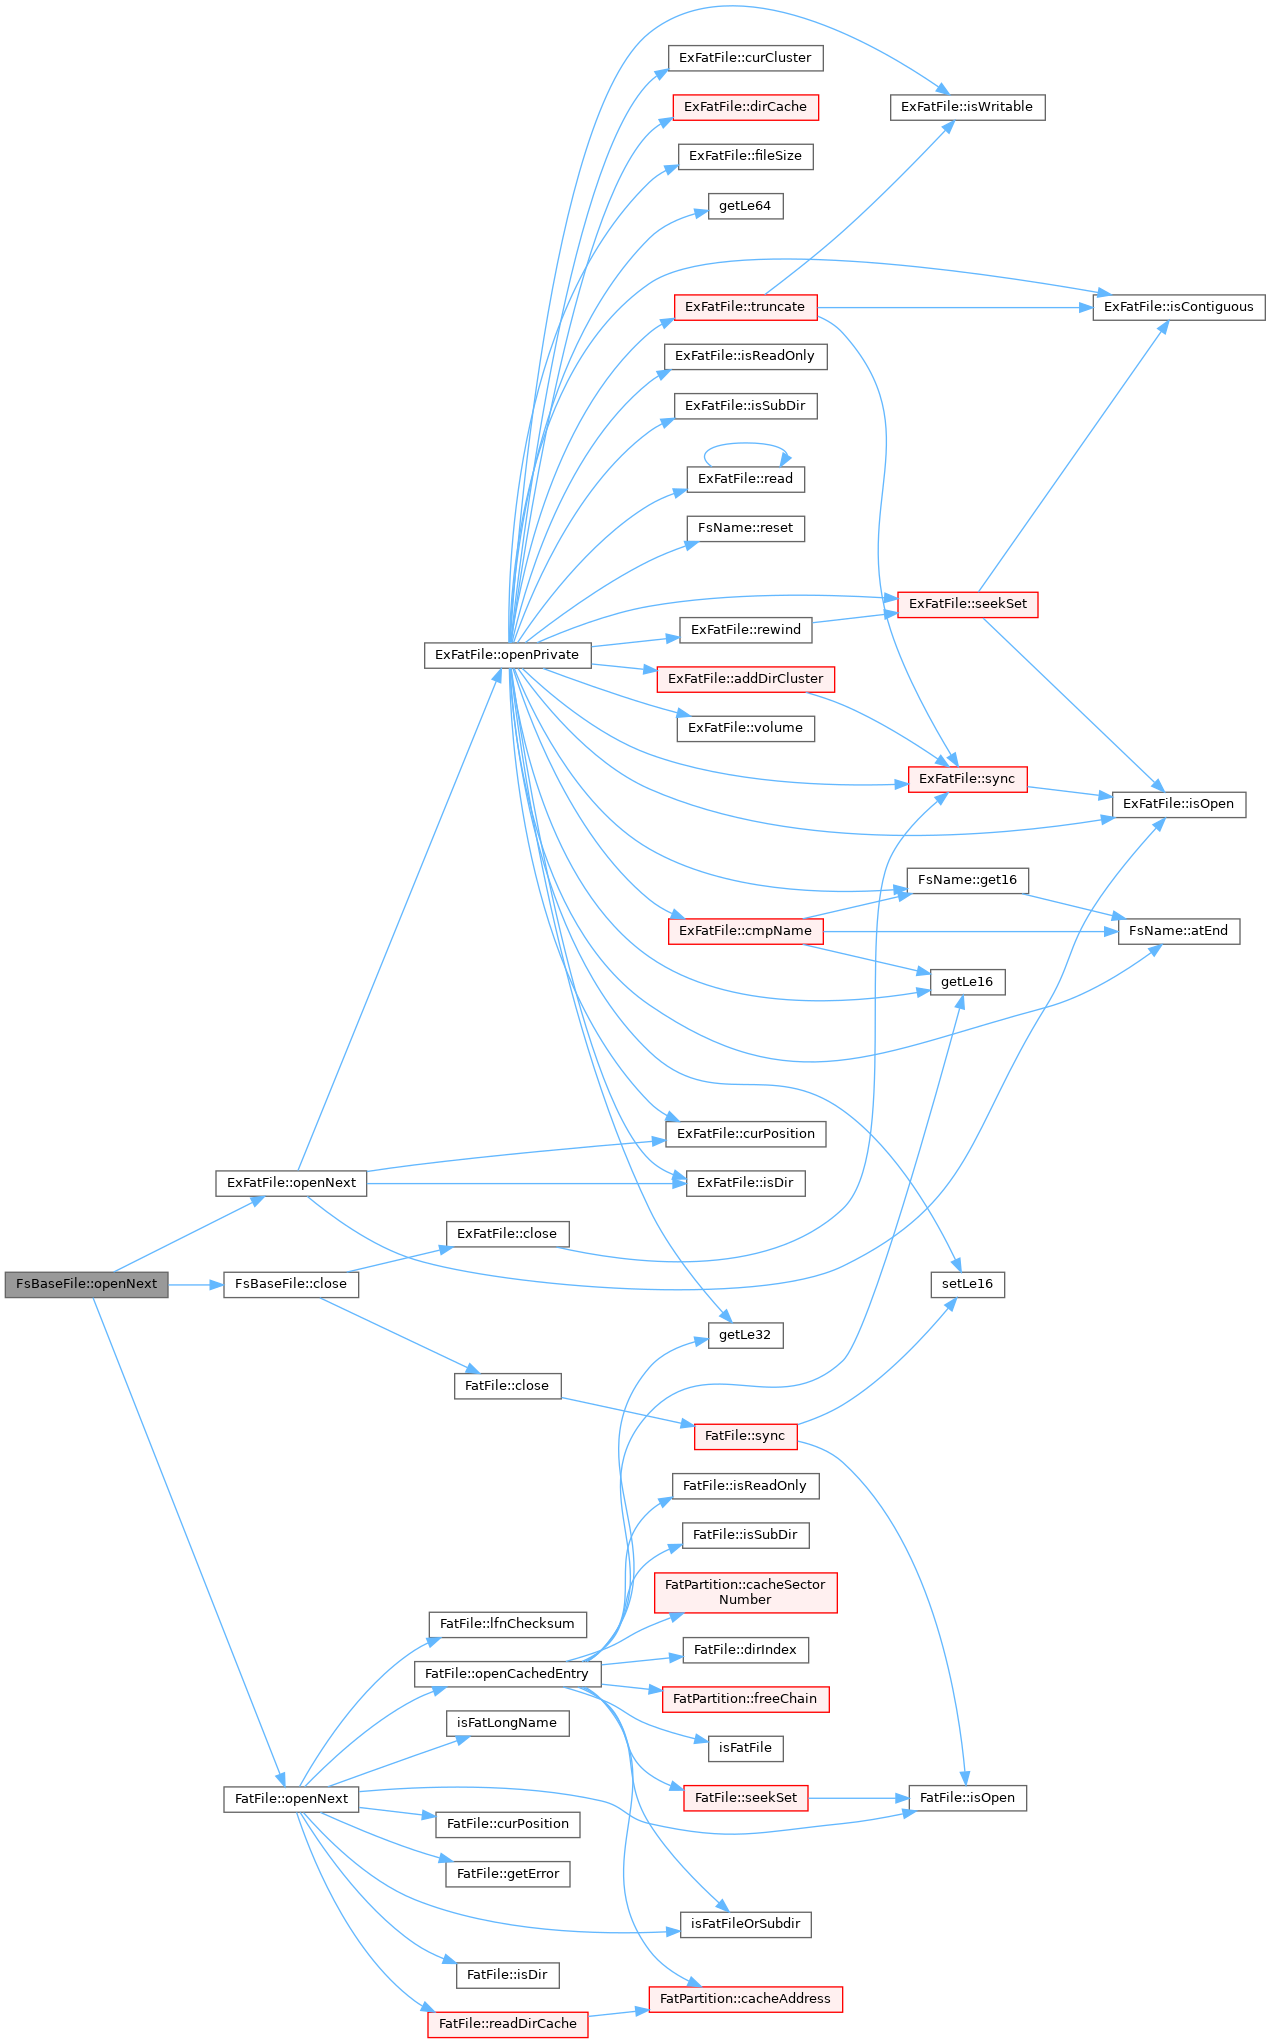 ExFatFile::curCluster
ExFatFile::dirCache
ExFatFile::isWritable
ExFatFile::fileSize
getLe64
ExFatFile::truncate
ExFatFile::isContiguous
ExFatFile::isReadOnly
ExFatFile::isSubDir
ExFatFile::read
FsName::reset
ExFatFile::seekSet
ExFatFile::rewind
ExFatFile::openPrivate
ExFatFile::addDirCluster
ExFatFile::volume
ExFatFile::sync
ExFatFile::isOpen
FsName::get16
ExFatFile::cmpName
FsName::atEnd
getLe16
ExFatFile::curPosition
ExFatFile::openNext
ExFatFile::isDir
ExFatFile::close
FsBaseFile::openNext
FsBaseFile::close
setLe16
getLe32
FatFile::close
FatFile::sync
FatFile::isReadOnly
FatFile::isSubDir
FatPartition::cacheSector
Number
FatFile::lfnChecksum
FatFile::dirIndex
FatFile::openCachedEntry
FatPartition::freeChain
isFatLongName
isFatFile
FatFile::openNext
FatFile::seekSet
FatFile::isOpen
FatFile::curPosition
FatFile::getError
isFatFileOrSubdir
FatFile::isDir
FatPartition::cacheAddress
FatFile::readDirCache